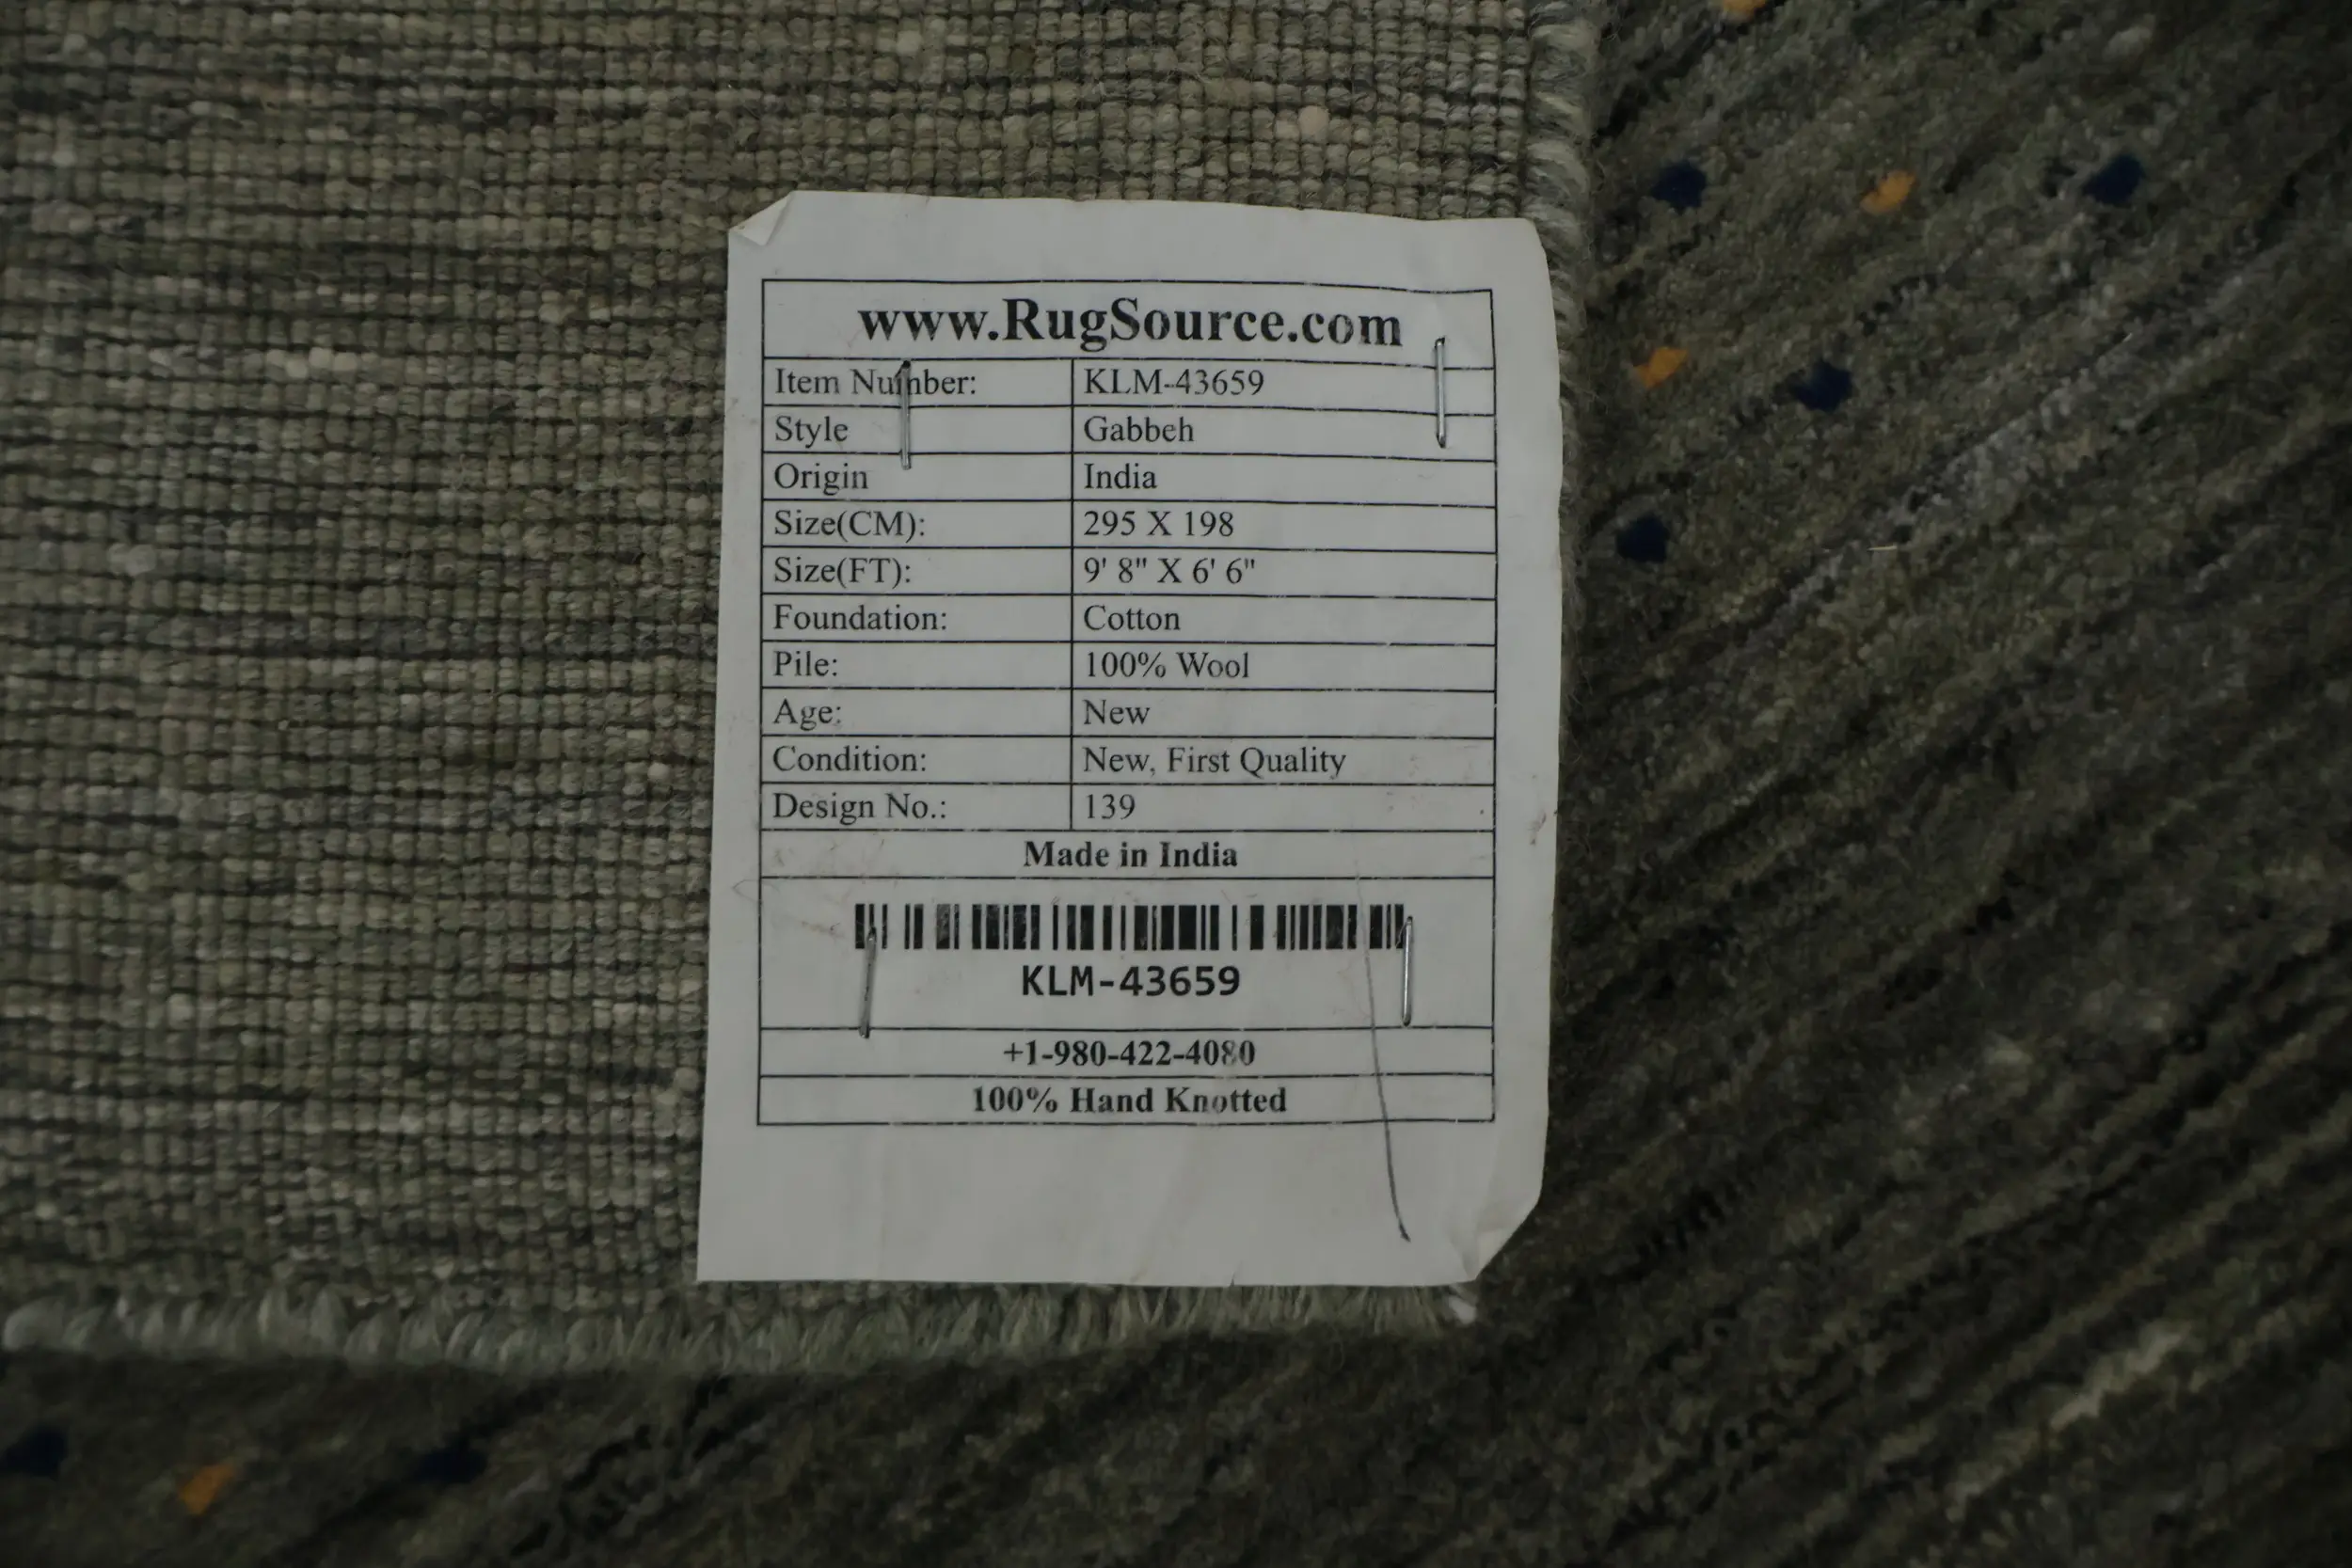 www.RugSource.com
Item Number: KLM-43659
Style Gabbeh
Origin India
Size(CM): 295 X 198
Size(FT): 9' 8" X 6' 6"
Foundation: Cotton
Pile: 100% Wool
Age: New
Condition: New, First Quality
Design No.: 139
Made in India
KLM-43659
+1-980-422-4080
100% Hand Knotted